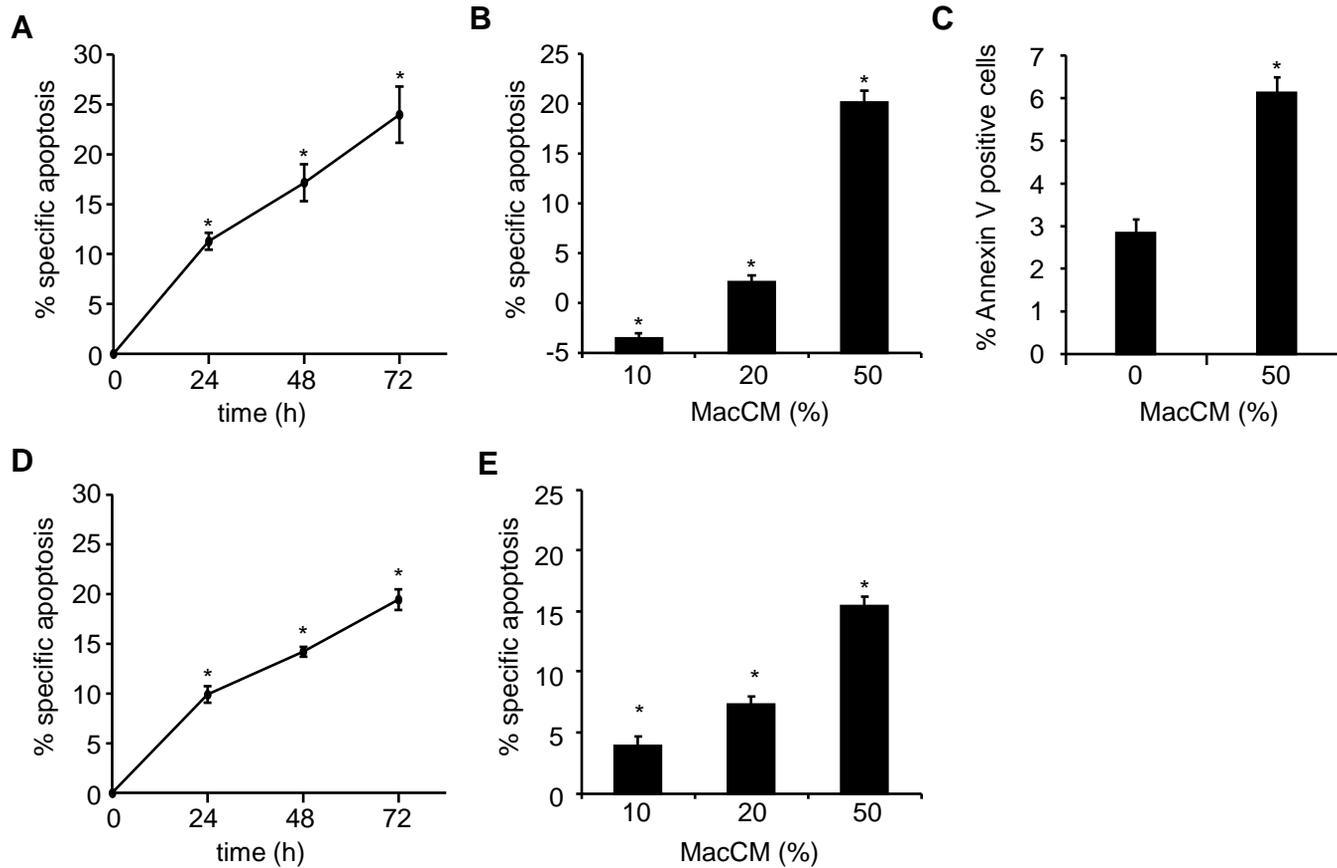 A
30
25
20
15
10
5
0
% specific apoptosis
*
*
*
0 24 48 72
time (h)
B
25
20
15
10
5
0
-5
% specific apoptosis
*
*
*
10 20 50
MacCM (%)
C
7
6
5
4
3
2
1
0
% Annexin V positive cells
*
0 50
MacCM (%)
D
30
25
20
15
10
5
0
% specific apoptosis
*
*
*
0 24 48 72
time (h)
E
25
20
15
10
5
0
% specific apoptosis
*
*
*
10 20 50
MacCM (%)